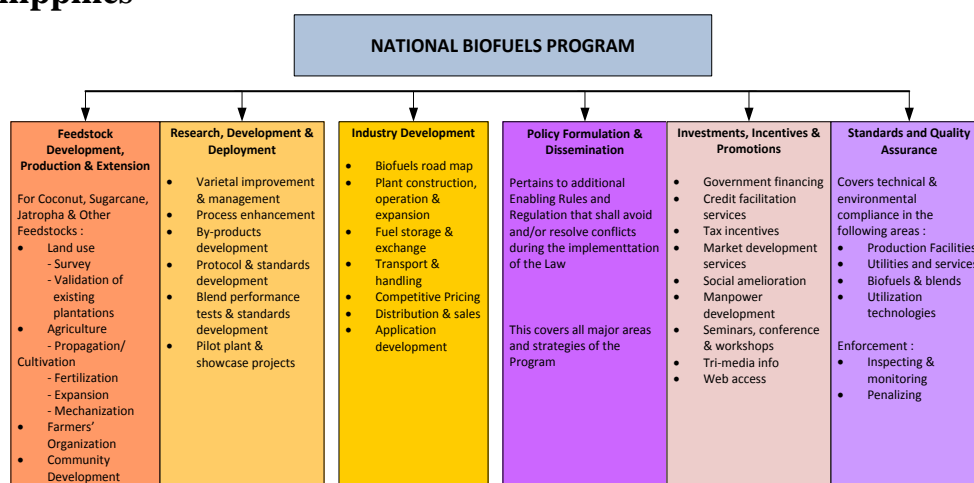 NATIONAL BIOFUELS PROGRAM
Feedstock
Development,
Production & Extension
For Coconut, Sugarcane,
Jatropha & Other
Feedstocks :
• Land use
- Survey
- Validation of
existing
plantations
• Agriculture
- Propagation/
Cultivation
- Fertilization
- Expansion
- Mechanization
• Farmers'
Organization
• Community
Development
Research, Development &
Deployment
• Varietal improvement
& management
• Process enhancement
• By-products
development
• Protocol & standards
development
• Blend performance
tests & standards
development
• Pilot plant &
showcase projects
Industry Development
• Biofuels road map
• Plant construction,
operation &
expansion
• Fuel storage &
exchange
• Transport &
handling
• Competitive Pricing
• Distribution & sales
• Application
development
Policy Formulation &
Dissemination
Pertains to additional
Enabling Rules and
Regulation that shall avoid
and/or resolve conflicts
during the implementtation
of the Law
This covers all major areas
and strategies of the
Program
Investments, Incentives &
Promotions
• Government financing
• Credit facilitation
services
• Tax incentives
• Market development
services
• Social amelioration
• Manpower
development
• Seminars, conference
& workshops
• Tri-media info
• Web access
Standards and Quality
Assurance
Covers technical &
environmental
compliance in the
following areas :
• Production Facilities
• Utilities and services
• Biofuels & blends
• Utilization
technologies
Enforcement :
• Inspecting &
monitoring
• Penalizing